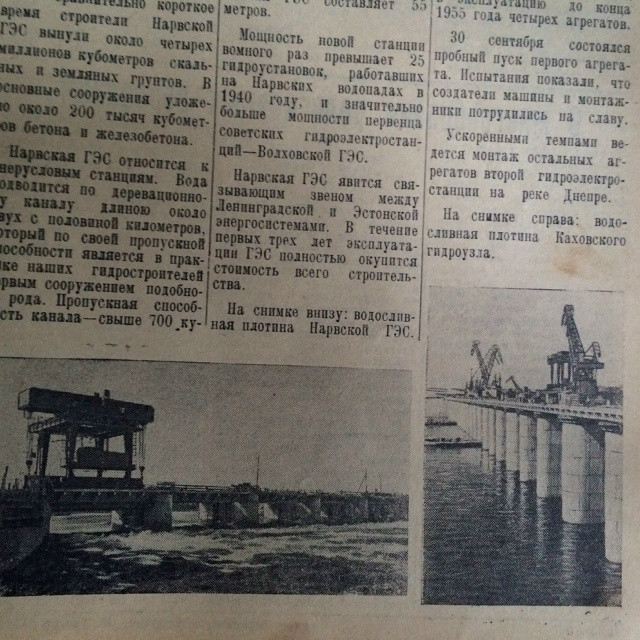 сравнительно короткое
время строители Нарвской
ГЭС вынули около четырех
миллионов кубометров скаль-
ных и земляных грунтов. В
основные сооружения уложе-
но около 200 тысяч кубомет-
ров бетона и железобетона.
Нарвская ГЭС относится к
внерусловым станциям. Вода
подводится по деривационно-
му каналу длиною около
двух с половиной километров,
который по своей пропускной
способности является в прак-
тике наших гидростроителей
первым сооружением подобно-
рода. Пропускная способ-
ность канала—свыше 700 ку-
ГЭС составляет 55
метров.
Мощность новой станции
во много раз превышает 25
гидроустановок, работавших
на Нарвских водопадах в
1940 году, и значительно
больше мощности первенца
советских гидроэлектростан-
ций—Волховской ГЭС.
Нарвская ГЭС явится свя-
зывающим звеном между
Ленинградской и Эстонской
энергосистемами. В течение
первых трех лет эксплуата-
ции ГЭС полностью окупится
стоимость всего строитель-
ства.
На снимке внизу: водослив-
ная плотина Нарвской ГЭС.
в эксплуатацию до конца
1955 года четырех агрегатов.
30 сентября состоялся
пробный пуск первого агрега-
та. Испытания показали, что
создатели машины и монтаж-
ники потрудились на славу.
Ускоренными темпами ве-
дется монтаж остальных аг-
регатов второй гидроэлектро-
станции на реке Днепре.
На снимке справа: водо-
сливная плотина Каховского
гидроузла.